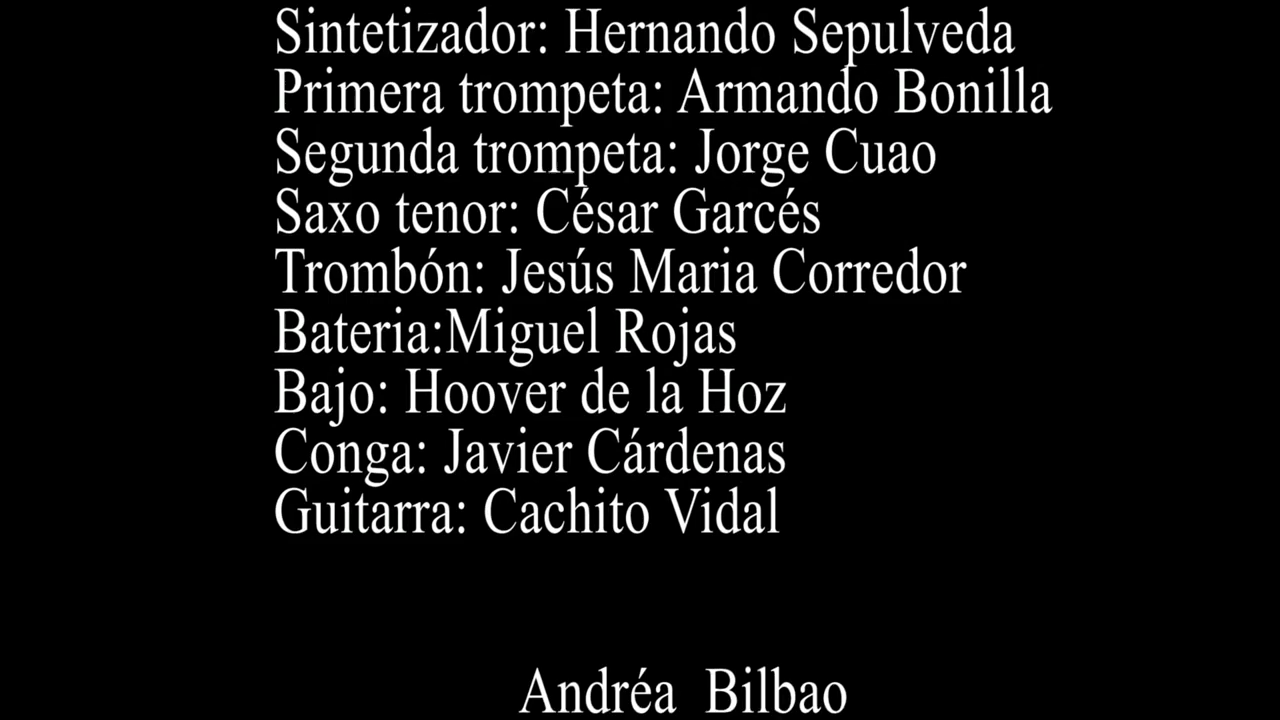 Sintetizador: Hernando Sepulveda
Primera trompeta: Armando Bonilla
Segunda trompeta: Jorge Cuao
Saxo tenor: César Garcés
Trombón: Jesús Maria Corredor
Bateria:Miguel Rojas
Bajo: Hoover de la Hoz
Conga: Javier Cárdenas
Guitarra: Cachito Vidal
Andréa  Bilbao